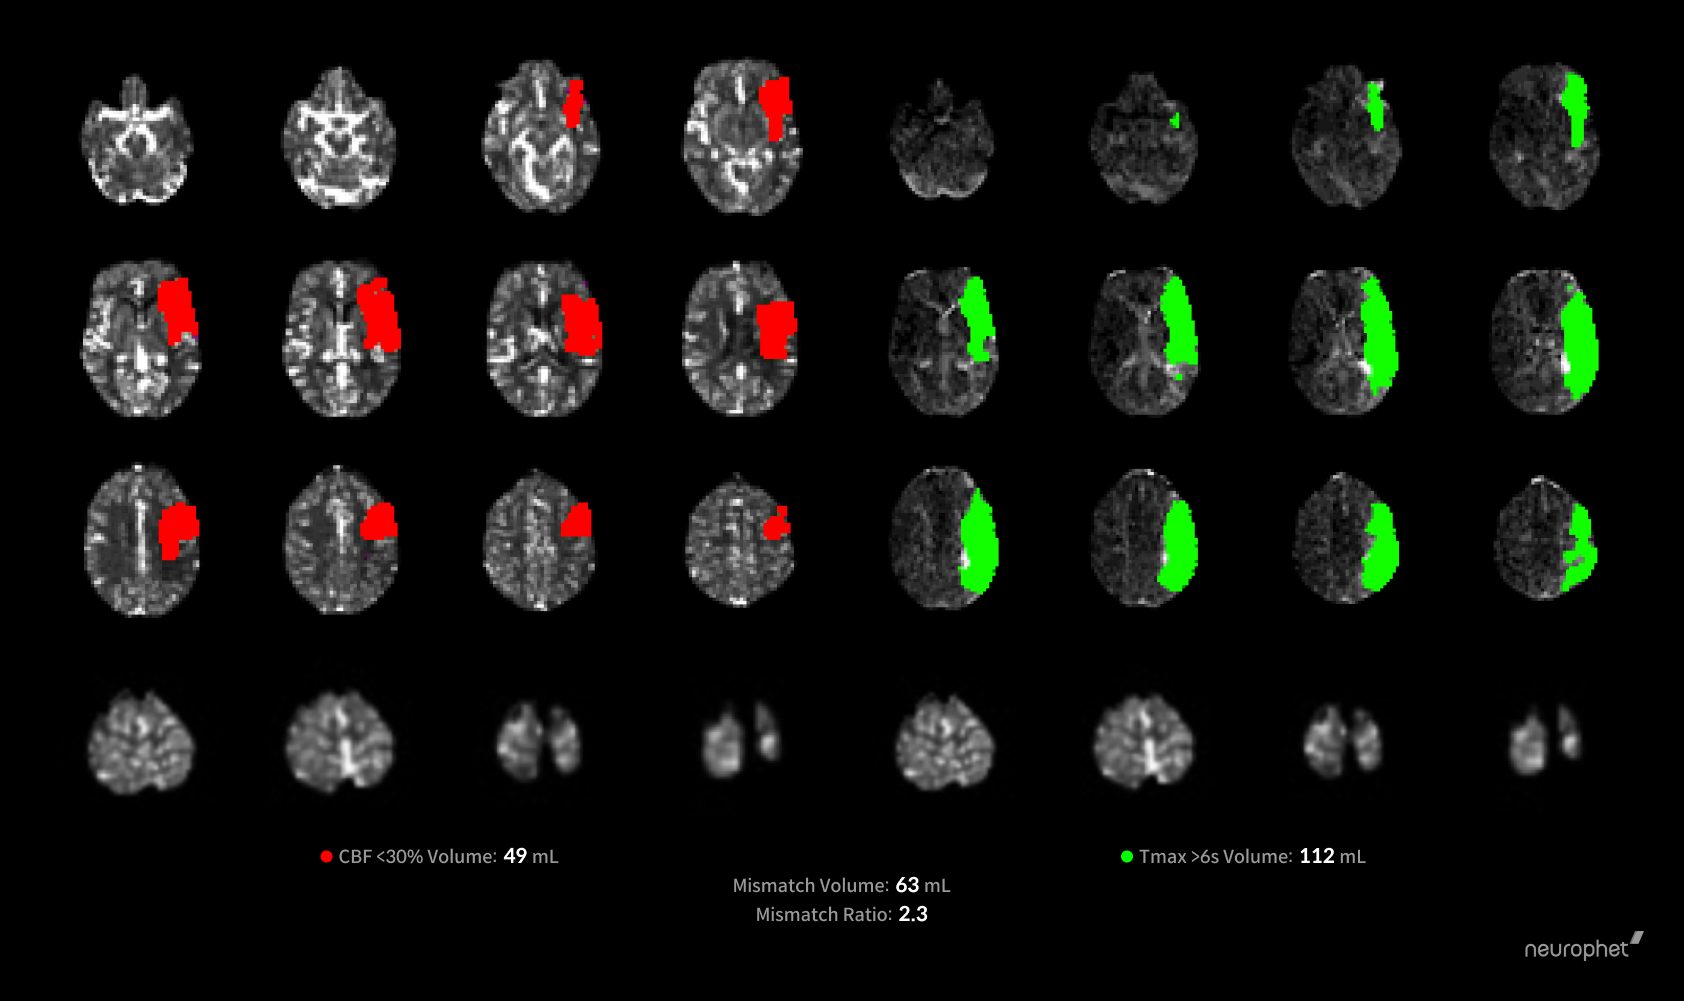 CBF <30% Volume: 49 mL
Tmax >6s Volume: 112 mL
Mismatch Volume: 63 mL
Mismatch Ratio: 2.3
neurophet